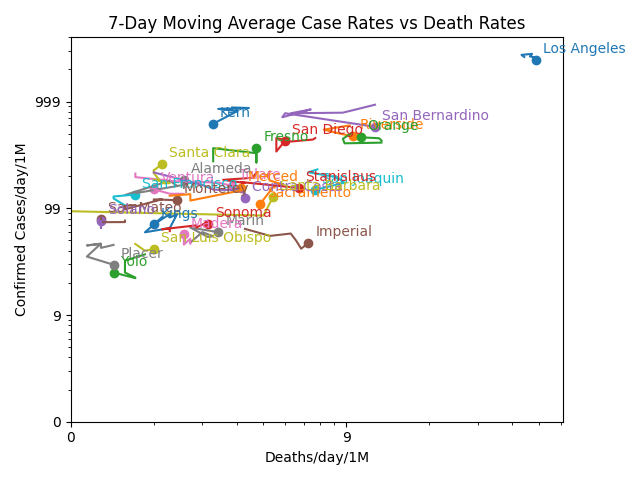 7-Day Moving Average Case Rates vs Death Rates
Los Angeles
999
Kern
San Bernardino
Riverside
Orange
San Diego
Fresno
Santa Clara
Alameda
Ventura
Tulare
Merced
Stanislaus
San Joaquin
Monterey
Contra Costa
Santa Barbara
Sacramento
99
San Mateo
Solano
Kings
Sonoma
Madera
Marin
Imperial
San Luis Obispo
Placer
Yolo
9
0
0
9
Deaths/day/1M
Confirmed Cases/day/1M